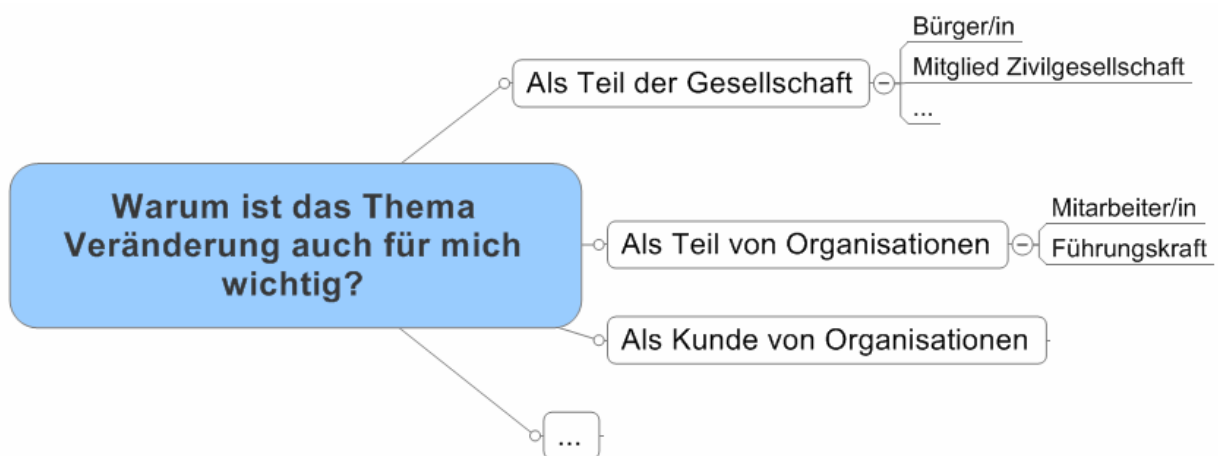 Warum ist das Thema
Veränderung auch für mich
wichtig?
Als Teil der Gesellschaft
Bürger/in
Mitglied Zivilgesellschaft
...
Als Teil von Organisationen
Mitarbeiter/in
Führungskraft
Als Kunde von Organisationen
...